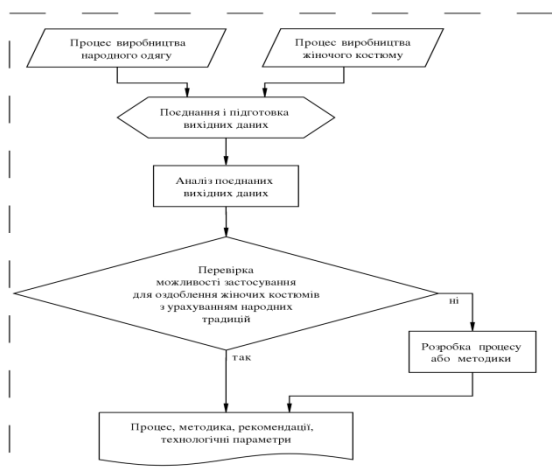 Процес виробництва
народного одягу
Процес виробництва
жіночого костюму
Поєднання і підготовка
вихідних даних
Аналіз поєднаних
вихідних даних
Перевірка
можливості застосування
для оздоблення жіночих костюмів
з урахуванням народних
традицій
ні
так
Розробка процесу
або методики
Процес, методика, рекомендації,
технологічні параметри